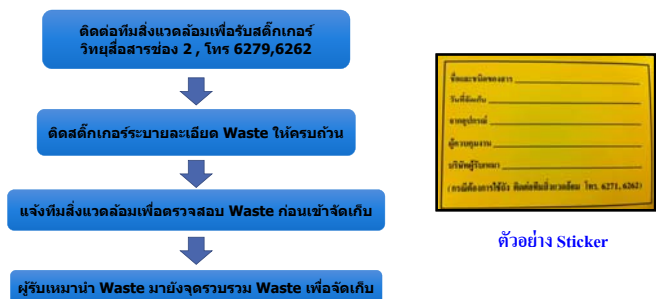 ติดต่อทีมสิ่งแวดล้อมเพื่อรับสติ๊กเกอร์
วิทยุสื่อสารช่อง 2 , โทร 6279,6262
ติดสติ๊กเกอร์ระบายละเอียด Waste ให้ครบถ้วน
แจ้งทีมสิ่งแวดล้อมเพื่อตรวจสอบ Waste ก่อนเข้าจัดเก็บ
ผู้รับเหมานำ Waste มายังจุดรวบรวม Waste เพื่อจัดเก็บ
ชื่อและชนิดของสาร
วันที่จัดเก็บ
จากอุปกรณ์
ผู้ควบคุมงาน
บริษัทผู้รับเหมา
(กรณีต้องการใช้ถัง ติดต่อทีมสิ่งแวดล้อม โทร. 6271, 6262)
ตัวอย่าง Sticker